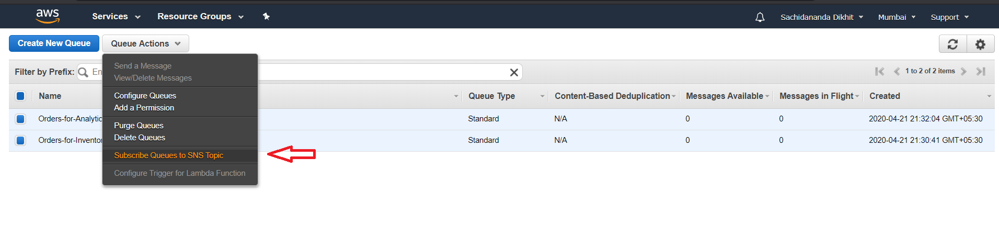 aws Services Resource Groups Sachidananda Dikhit Mumbai Support
Create New Queue Queue Actions
Send a Message
View/Delete Messages
Configure Queues
Add a Permission
Purge Queues
Delete Queues
Subscribe Queues to SNS Topic
Configure Trigger for Lambda Function
Filter by Prefix: En 1 to 2 of 2 items
Name Queue Type Content-Based Deduplication Messages Available Messages in Flight Created
Orders-for-Analytic Standard N/A 0 0 2020-04-21 21:32:04 GMT+05:30
Orders-for-Inventor Standard N/A 0 0 2020-04-21 21:30:41 GMT+05:30